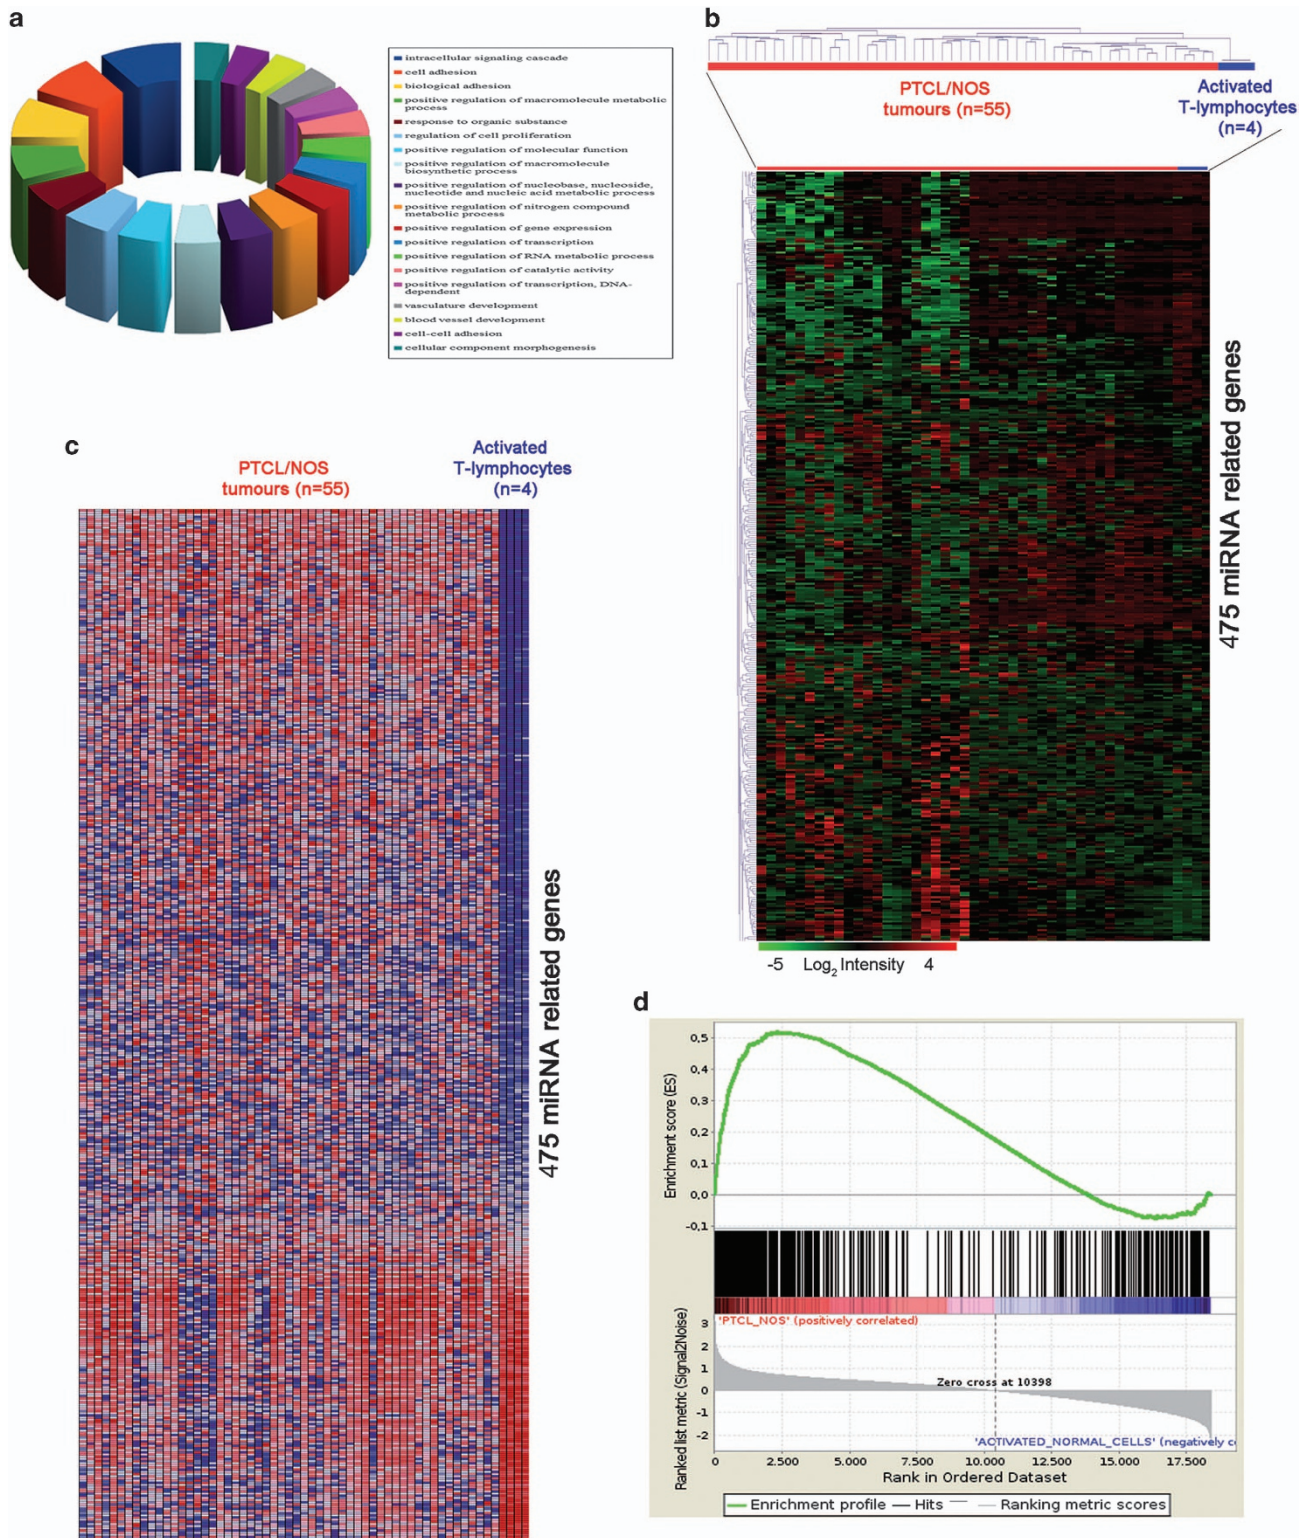 a
intracellular signaling cascade
cell adhesion
biological adhesion
positive regulation of macromolecule metabolic
process
response to organic substance
regulation of cell proliferation
positive regulation of molecular function
positive regulation of macromolecule
biosynthetic process
positive regulation of nucleobase, nucleoside,
nucleotide and nucleic acid metabolic process
positive regulation of nitrogen compound
metabolic process
positive regulation of gene expression
positive regulation of transcription
positive regulation of RNA metabolic process
positive regulation of catalytic activity
positive regulation of transcription, DNA-
dependent
vasculature development
blood vessel development
cell-cell adhesion
cellular component morphogenesis
b
PTCL/NOS
tumours (n=55)
Activated
T-lymphocytes
(n=4)
475 miRNA related genes
-5 Log2 Intensity 4
c
PTCL/NOS
tumours (n=55)
Activated
T-lymphocytes
(n=4)
475 miRNA related genes
d
Enrichment score (ES)
0,5
0,4
0,3
0,2
0,1
0,0
-0,1
'PTCL_NOS' (positively correlated)
Ranked list metric (Signal2Noise)
3
2
1
0
-1
-2
Zero cross at 10398
'ACTIVATED_NORMAL_CELLS' (negatively c
0 2.500 5.000 7.500 10.000 12.500 15.000 17.500
Rank in Ordered Dataset
Enrichment profile Hits Ranking metric scores